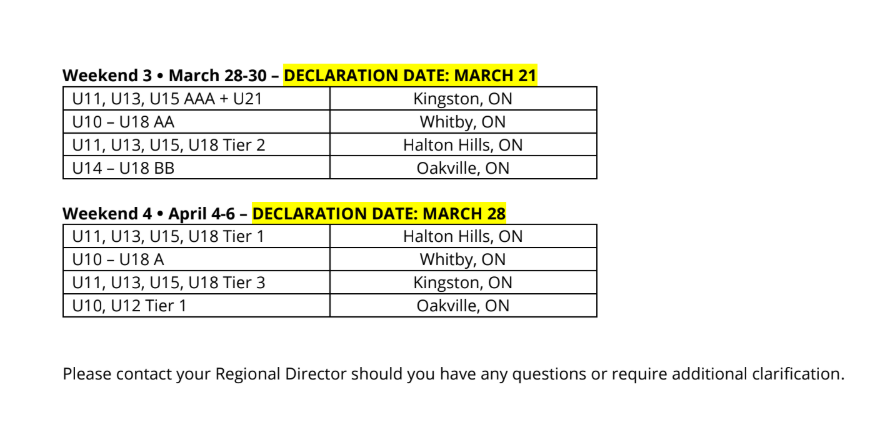 Weekend 3 • March 28-30 – DECLARATION DATE: MARCH 21
U11, U13, U15 AAA + U21 Kingston, ON
U10 – U18 AA Whitby, ON
U11, U13, U15, U18 Tier 2 Halton Hills, ON
U14 – U18 BB Oakville, ON
Weekend 4 • April 4-6 – DECLARATION DATE: MARCH 28
U11, U13, U15, U18 Tier 1 Halton Hills, ON
U10 – U18 A Whitby, ON
U11, U13, U15, U18 Tier 3 Kingston, ON
U10, U12 Tier 1 Oakville, ON
Please contact your Regional Director should you have any questions or require additional clarification.